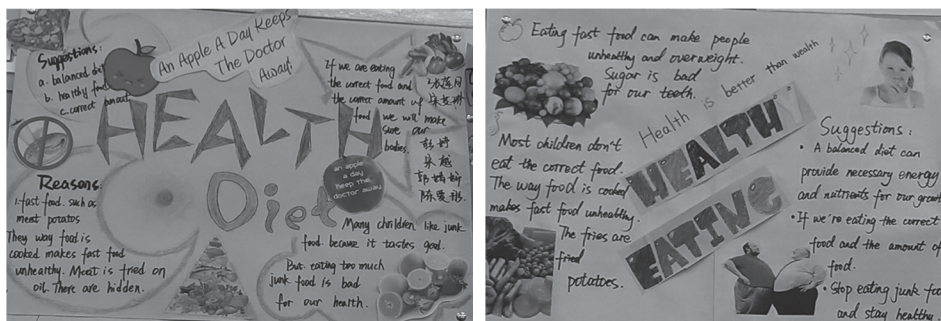 Suggestions:
a. balanced diet
b. healthy food
c. correct amount
An Apple A Day Keeps
The Doctor
Away!
If we are eating
the correct food and
the correct amount of
food we will make
sure our
bodies.
HEALTH
Diet
an apple
a day
keep the
doctor away
Reasons:
1. fast food. such as
meat potatos
They way food is
cooked makes fast food
unhealthy. Meat is fried on
oil. There are hidden.
Many children like junk
food. because it tastes god.
But. eating too much
junk food is bad
for our health.
Eating fast food can make people
unhealthy and overweight.
Sugar is bad
for our teeth.
Health is better than wealth
HEALTHY
EATING
Most children don't
eat the correct food.
The way food is cooked
makes fast food unhealthy.
The fries are
fried
potatoes.
Suggestions:
• A balanced diet can
provide necessary energy
and nutrients for our growth
• If we're eating the correct
food and the amount of
food.
• Stop eating junk food
and stay healthy.